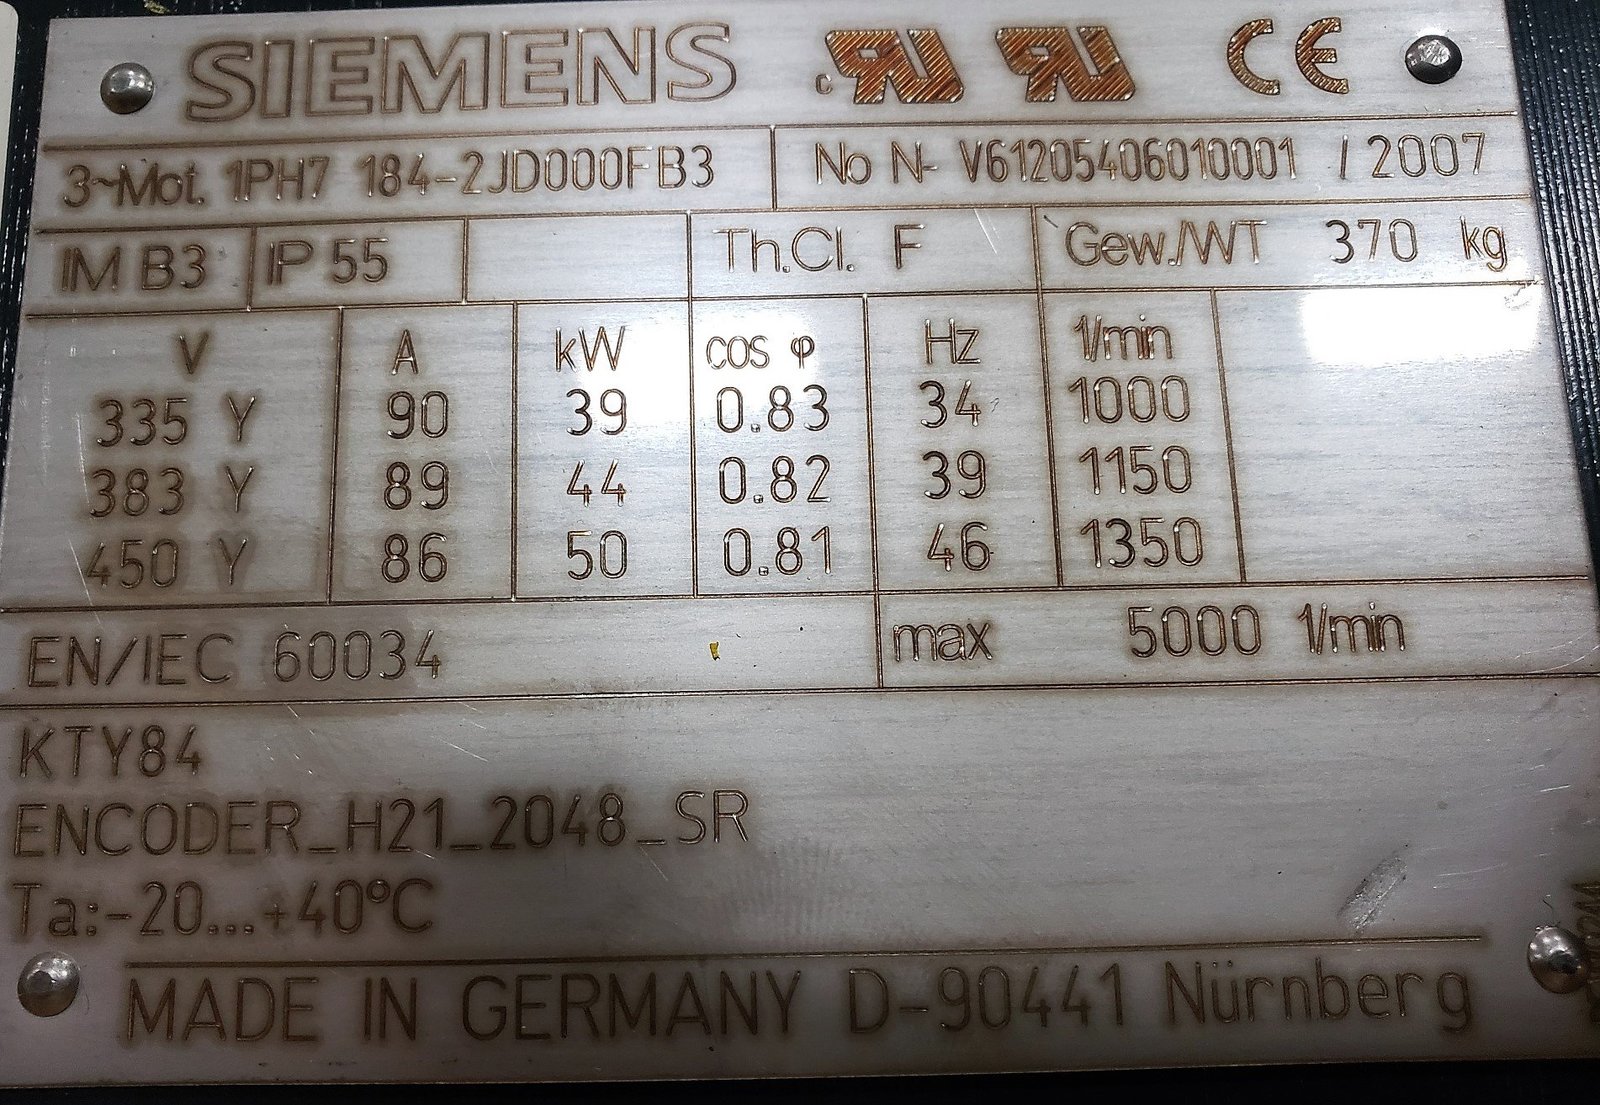 SIEMENS c RU RU CE
3~Mot. 1PH7 184-2JD000FB3 No N- V61205406010001 / 2007
IM B3 IP 55 Th.Cl. F Gew./WT 370 kg
V A kW cos φ Hz 1/min
335 Y 90 39 0.83 34 1000
383 Y 89 44 0.82 39 1150
450 Y 86 50 0.81 46 1350
EN/IEC 60034 max 5000 1/min
KTY84
ENCODER_H21_2048_SR
Ta:-20...+40°C
MADE IN GERMANY D-90441 Nürnberg